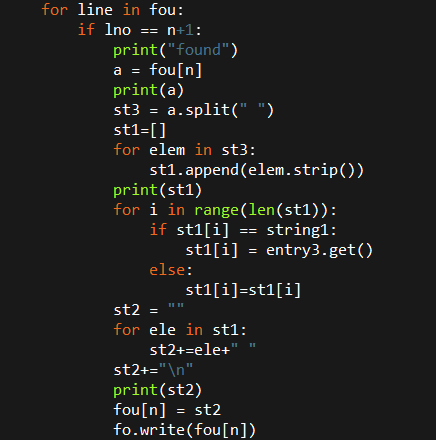 for line in fou:
    if lno == n+1:
        print("found")
        a = fou[n]
        print(a)
        st3 = a.split(" ")
        st1=[]
        for elem in st3:
            st1.append(elem.strip())
        print(st1)
        for i in range(len(st1)):
            if st1[i] == string1:
                st1[i] = entry3.get()
            else:
                st1[i]=st1[i]
        st2 = ""
        for ele in st1:
            st2+=ele+" "
        st2+="\n"
        print(st2)
        fou[n] = st2
        fo.write(fou[n])